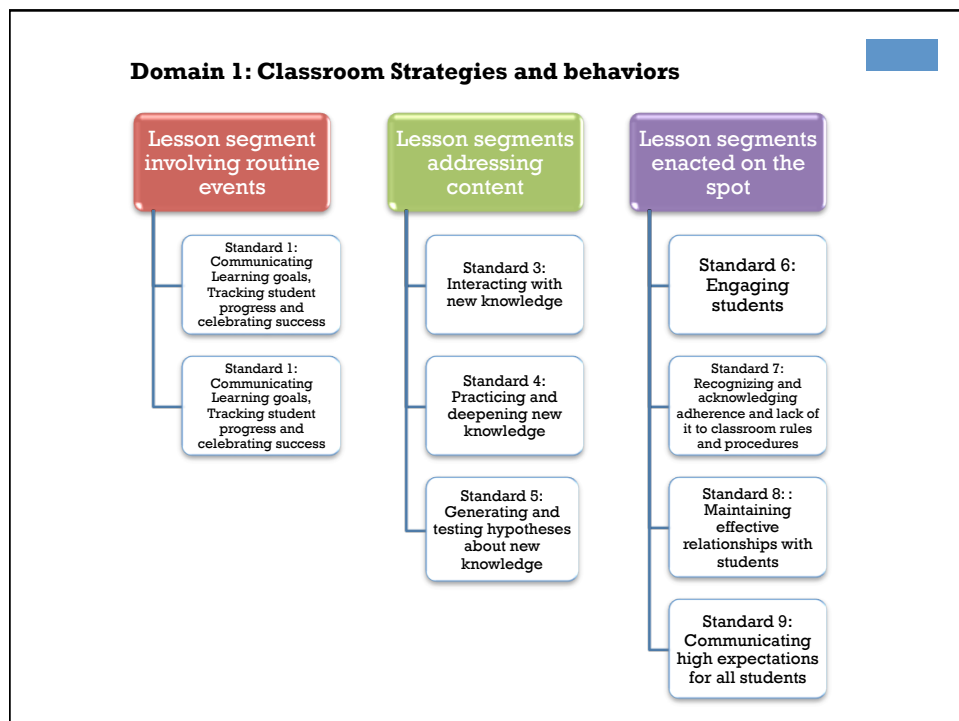 Domain 1: Classroom Strategies and behaviors
Lesson segment
involving routine
events
Standard 1:
Communicating
Learning goals,
Tracking student
progress and
celebrating success
Standard 1:
Communicating
Learning goals,
Tracking student
progress and
celebrating success
Lesson segments
addressing
content
Standard 3:
Interacting with
new knowledge
Standard 4:
Practicing and
deepening new
knowledge
Standard 5:
Generating and
testing hypotheses
about new
knowledge
Lesson segments
enacted on the
spot
Standard 6:
Engaging
students
Standard 7:
Recognizing and
acknowledging
adherence and lack of
it to classroom rules
and procedures
Standard 8: :
Maintaining
effective
relationships with
students
Standard 9:
Communicating
high expectations
for all students